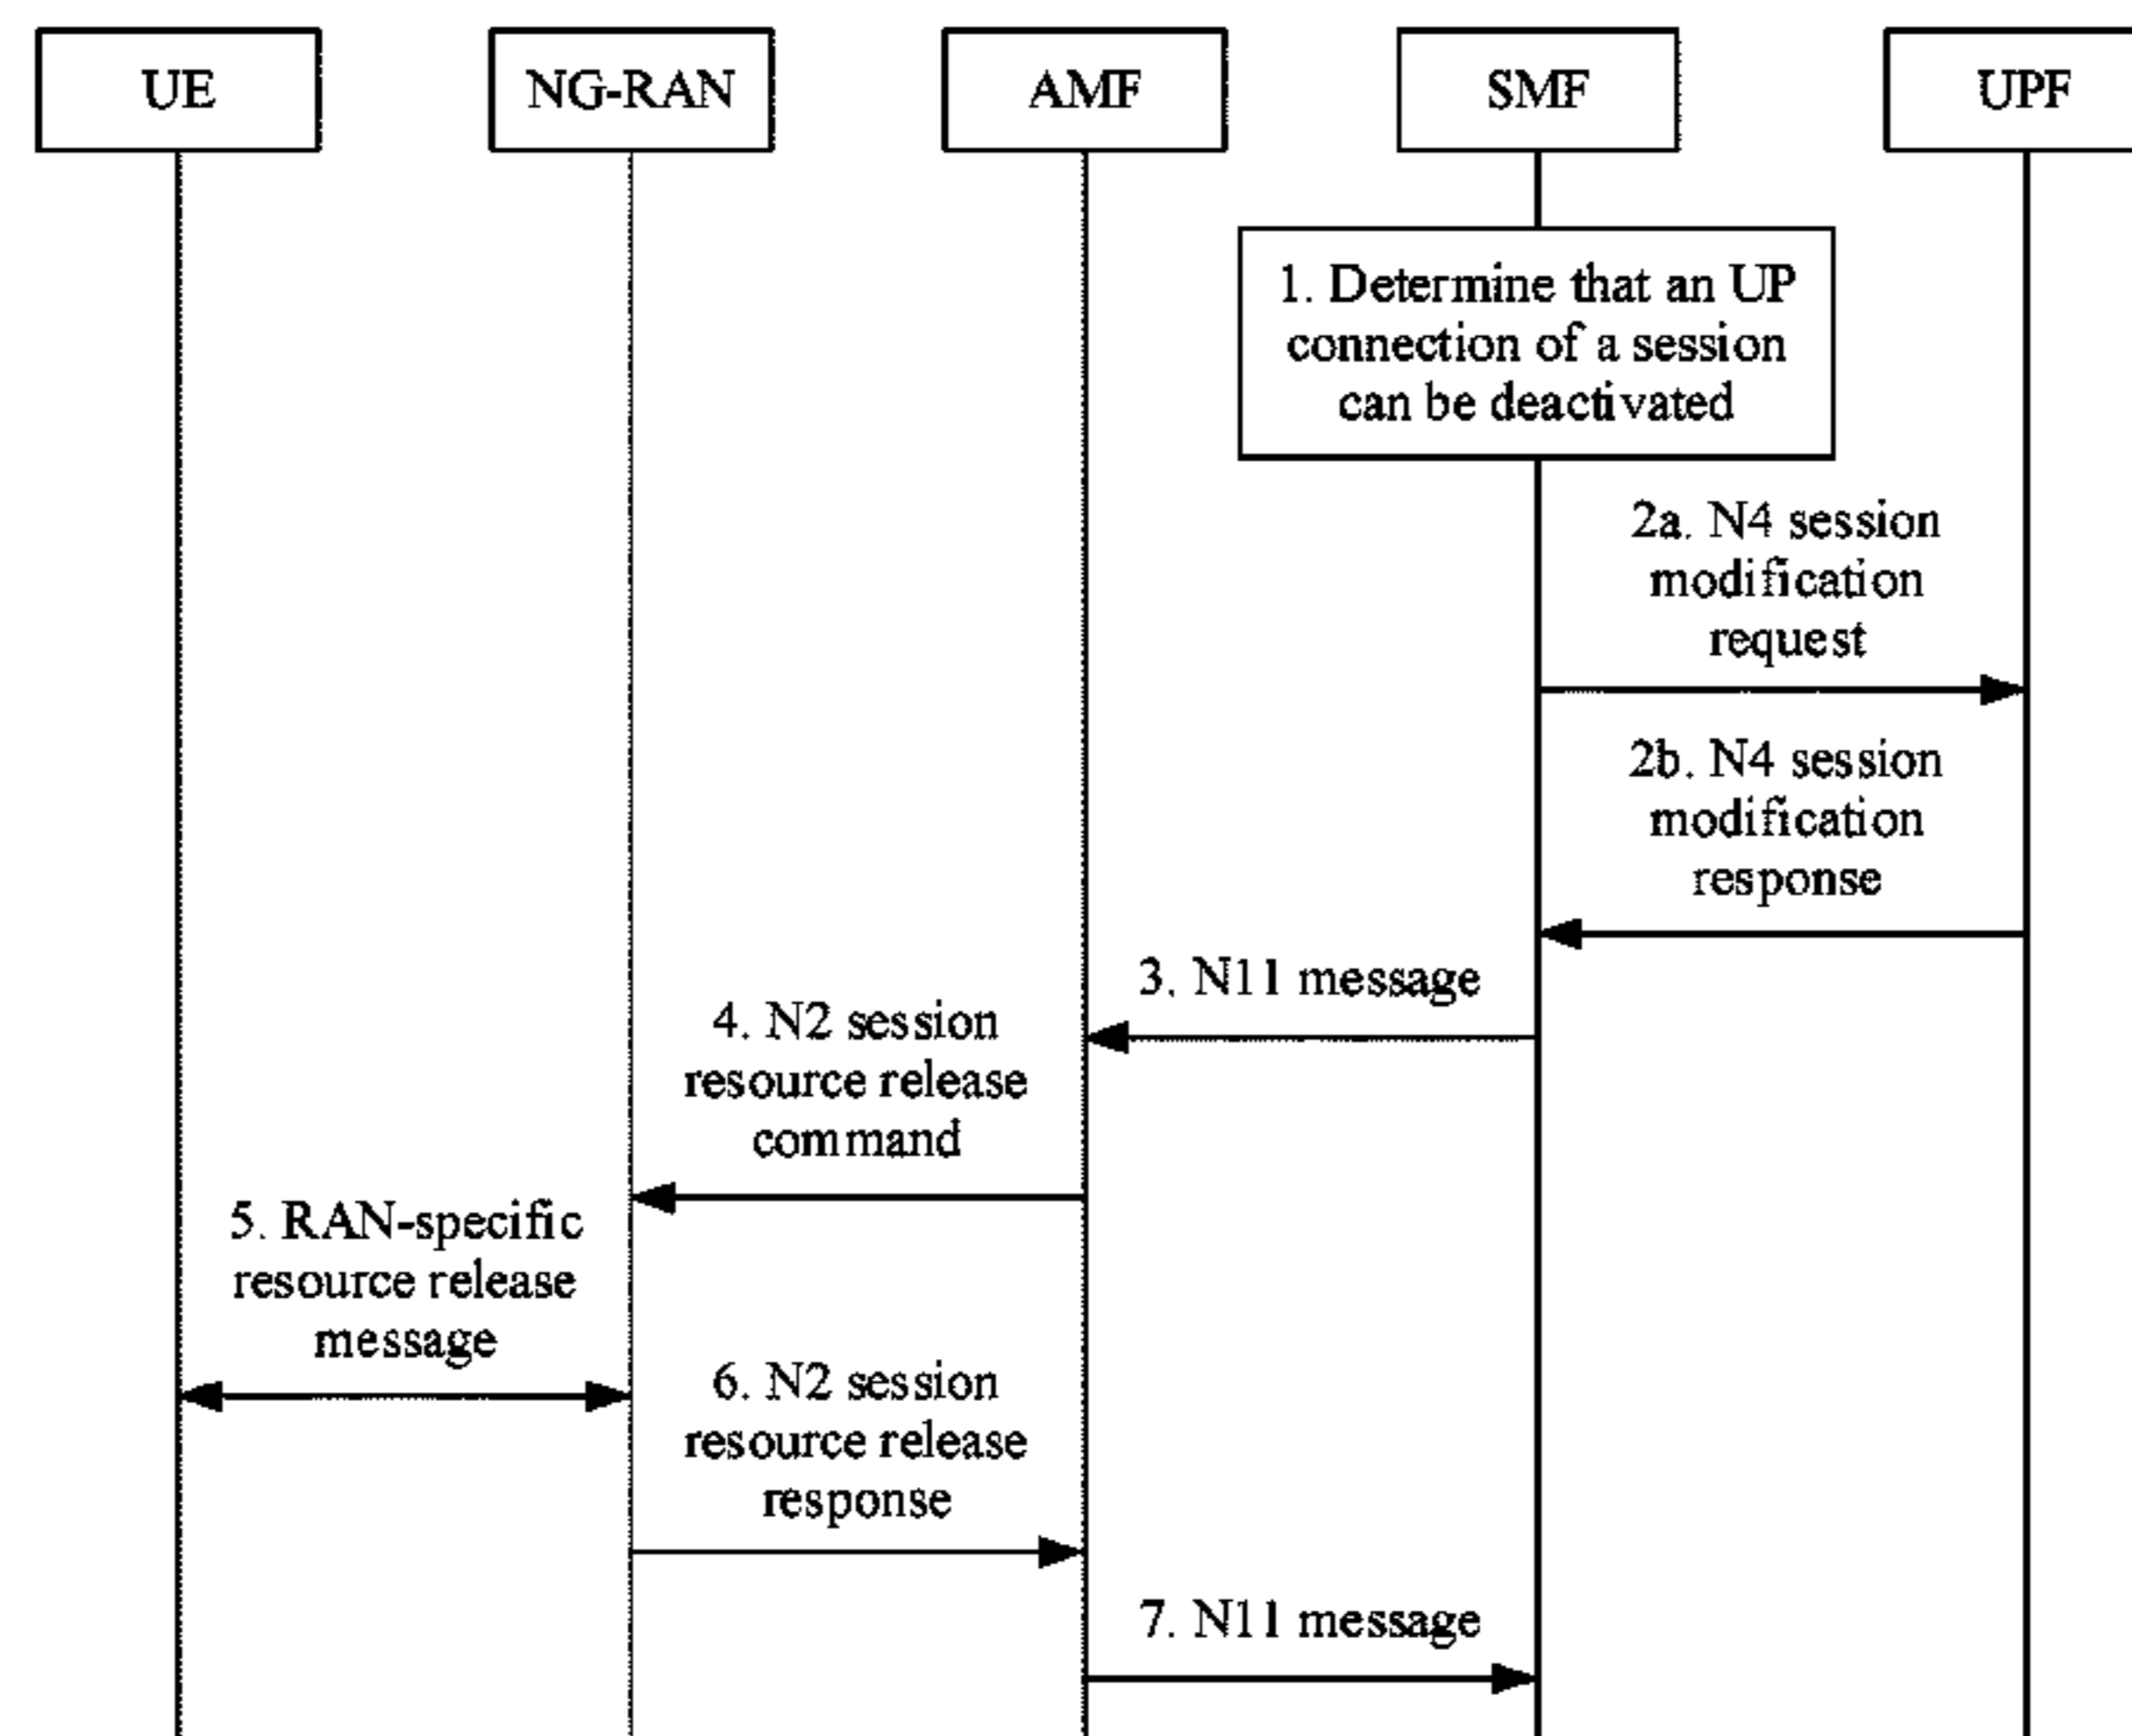 UE
NG-RAN
AMF
SMF
UPF
1. Determine that an UP
connection of a session
can be deactivated
2a. N4 session
modification
request
2b. N4 session
modification
response
3. N11 message
4. N2 session
resource release
command
5. RAN-specific
resource release
message
6. N2 session
resource release
response
7. N11 message